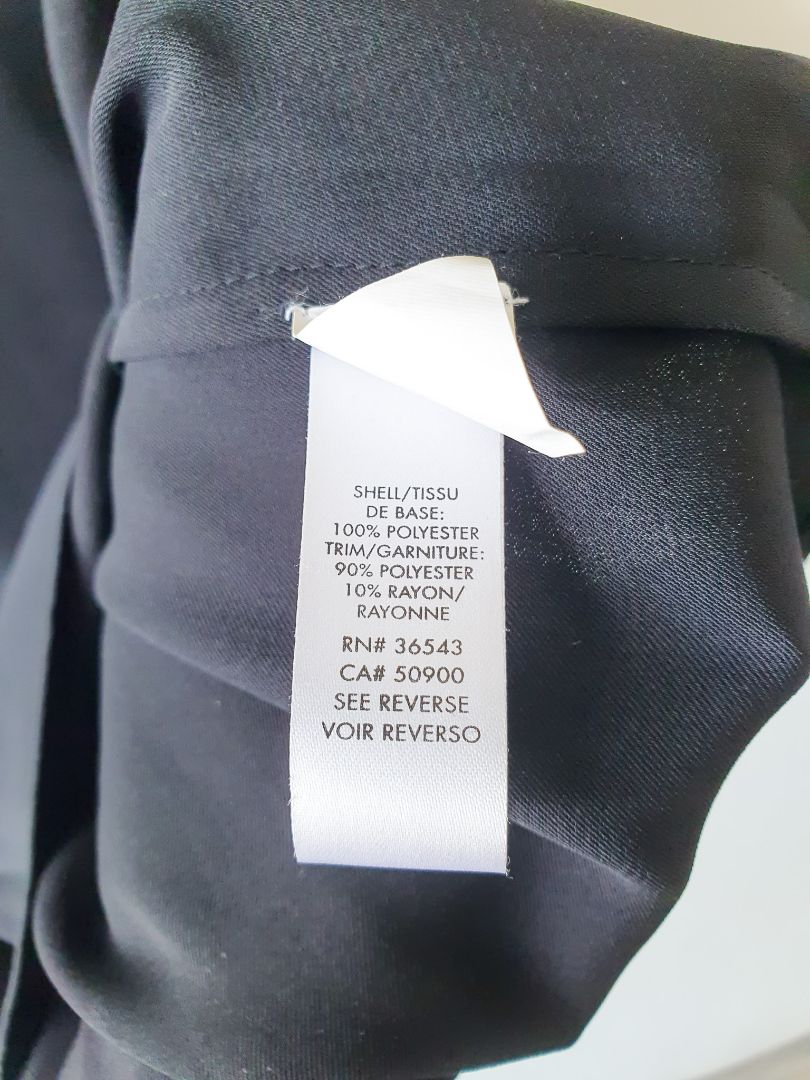 SHELL/TISSU
DE BASE:
100% POLYESTER
TRIM/GARNITURE:
90% POLYESTER
10% RAYON/
RAYONNE
RN# 36543
CA# 50900
SEE REVERSE
VOIR REVERSO